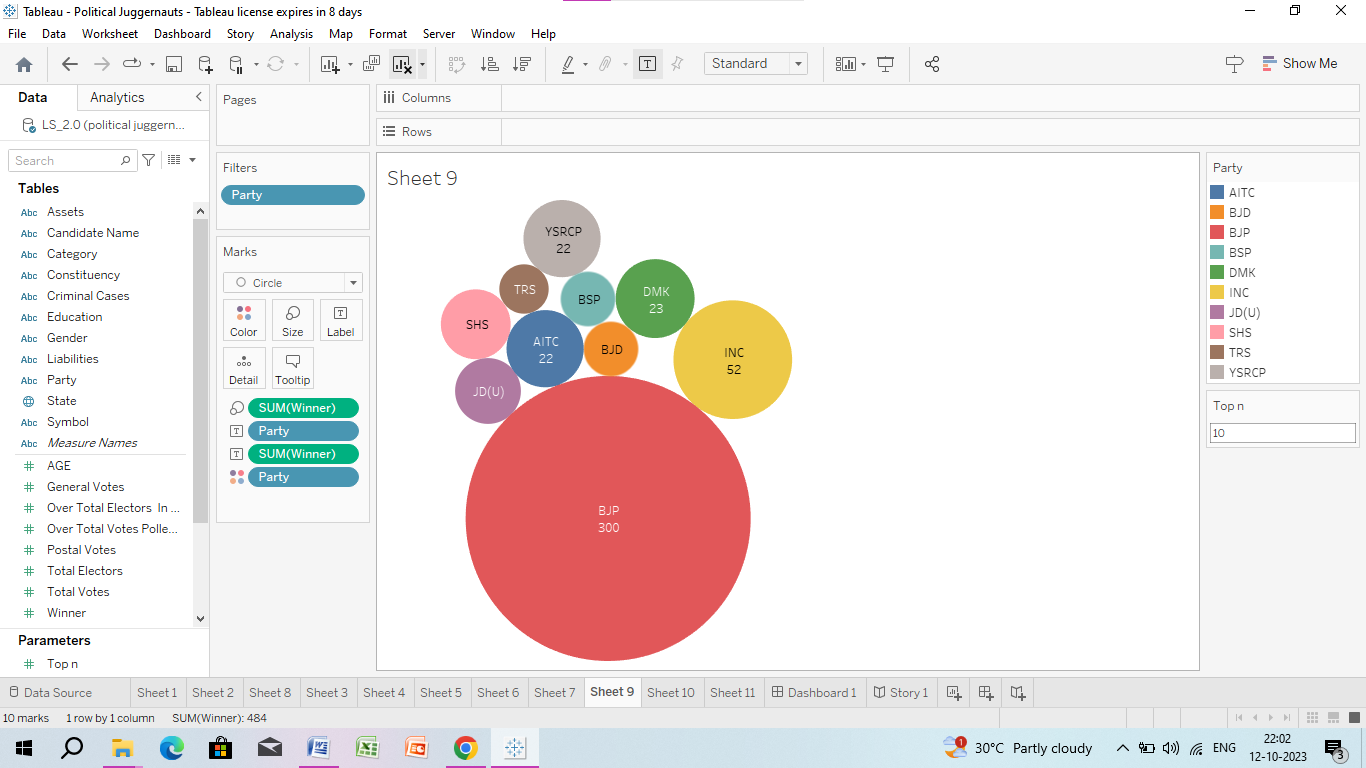 Tableau - Political Juggernauts - Tableau license expires in 8 days
File Data Worksheet Dashboard Story Analysis Map Format Server Window Help
Standard
Show Me
Data Analytics
LS_2.0 (political juggern...
Search
Tables
Abc Assets
Abc Candidate Name
Abc Category
Abc Constituency
Abc Criminal Cases
Abc Education
Abc Gender
Abc Liabilities
Abc Party
State
Abc Symbol
Abc Measure Names
# AGE
# General Votes
# Over Total Electors In ...
# Over Total Votes Polle...
# Postal Votes
# Total Electors
# Total Votes
# Winner
Parameters
# Top n
Pages
Filters
Party
Marks
Circle
Color Size Label
Detail Tooltip
SUM(Winner)
Party
SUM(Winner)
Party
Columns
Rows
Sheet 9
YSRCP
22
TRS
BSP
DMK
23
SHS
AITC
22
BJD
INC
52
JD(U)
BJP
300
Party
AITC
BJD
BJP
BSP
DMK
INC
JD(U)
SHS
TRS
YSRCP
Top n
10
Data Source Sheet 1 Sheet 2 Sheet 8 Sheet 3 Sheet 4 Sheet 5 Sheet 6 Sheet 7 Sheet 9 Sheet 10 Sheet 11 Dashboard 1 Story 1
10 marks 1 row by 1 column SUM(Winner): 484
1 30°C Partly cloudy ENG 22:02
12-10-2023 3